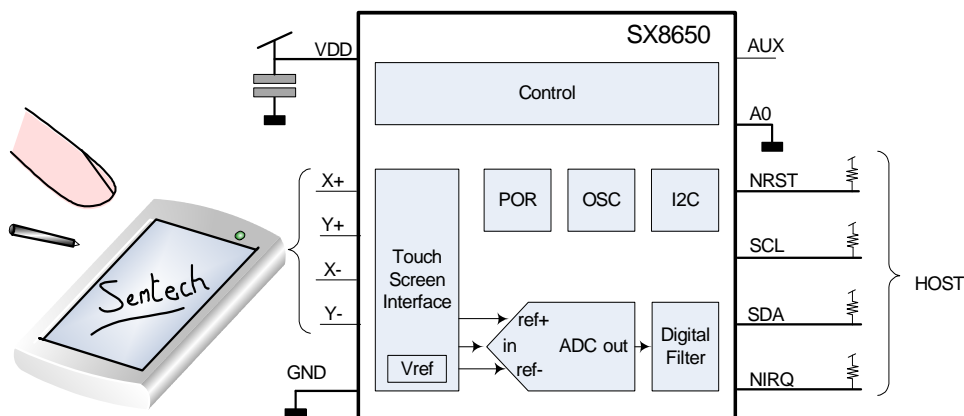 SX8650
VDD
AUX
Control
A0
X+
NRST
POR
OSC
I2C
Y+
Touch
Screen
Interface
SCL
X-
HOST
Semtech
Y-
ref+
SDA
in
ADC out
Digital
Filter
Vref
ref-
GND
NIRQ